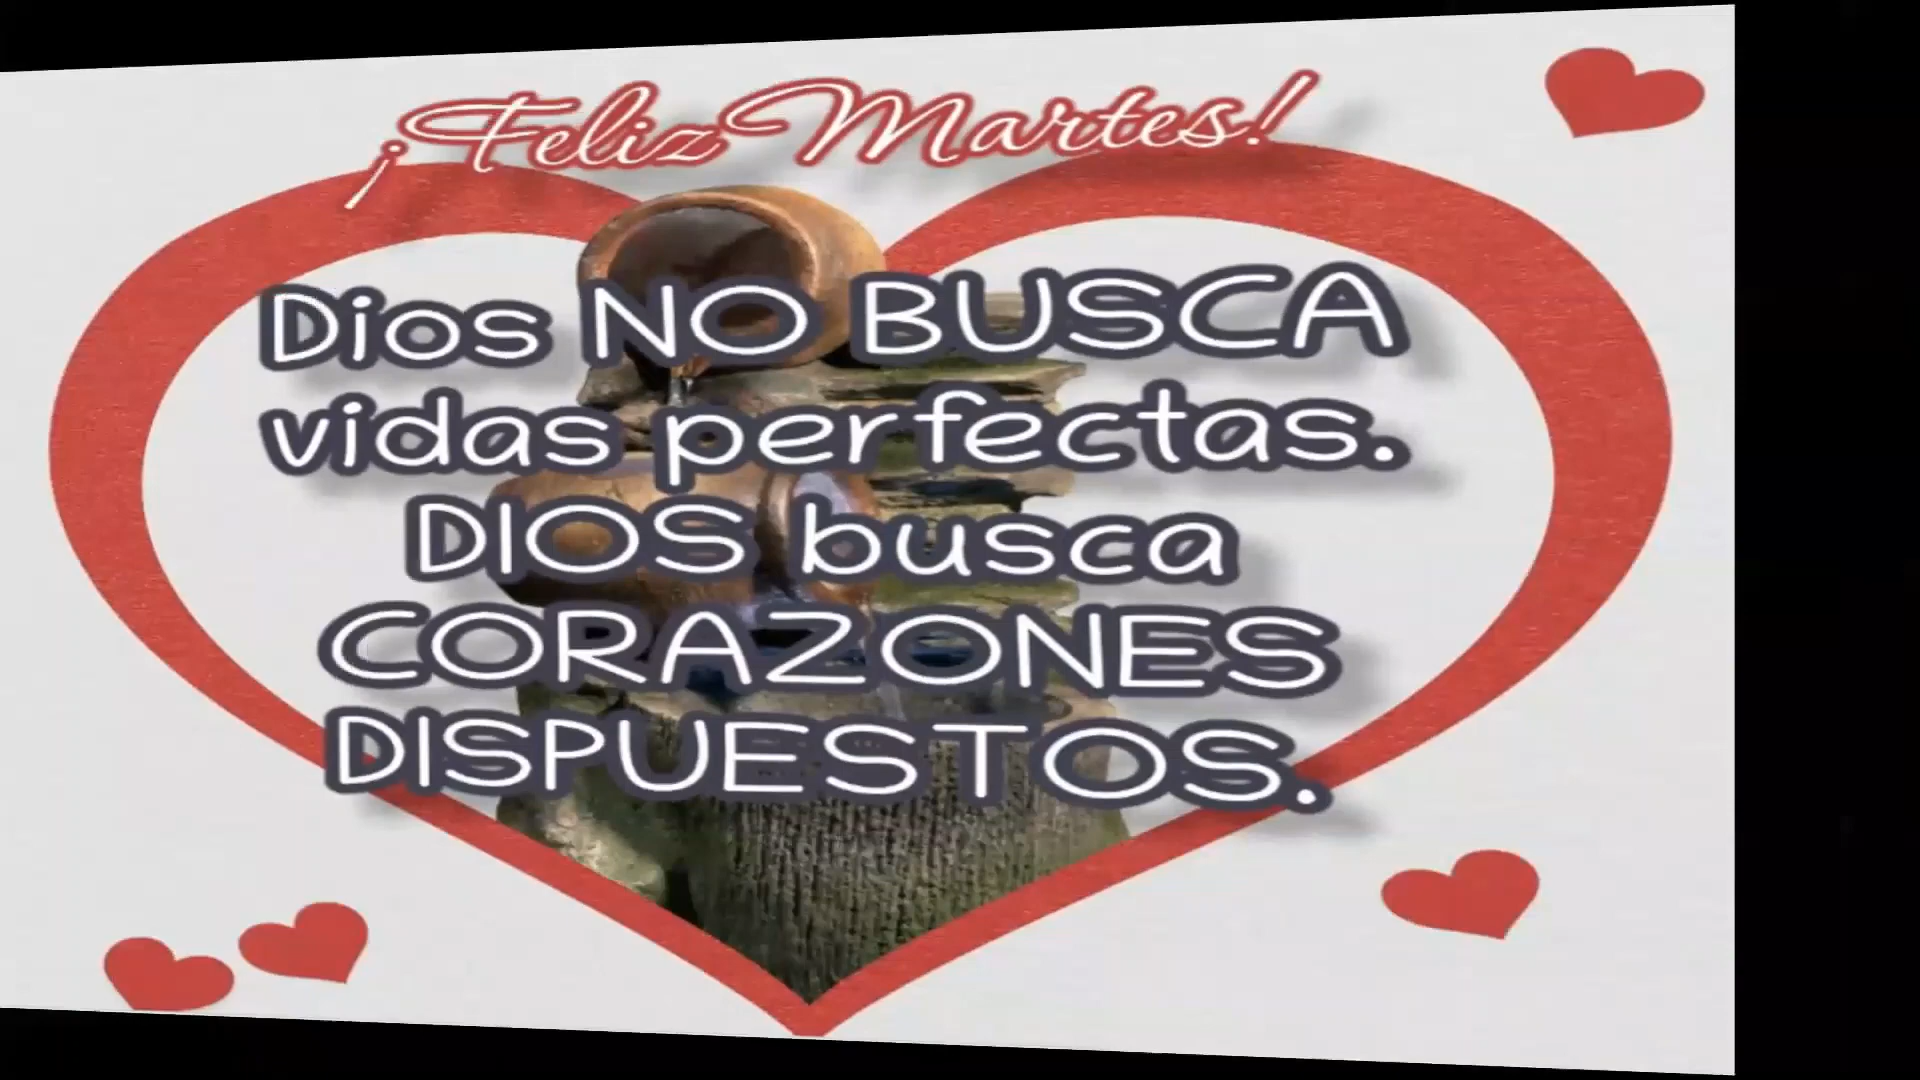 ¡Feliz Martes!
Dios NO BUSCA
vidas perfectas.
DIOS busca
CORAZONES
DISPUESTOS.